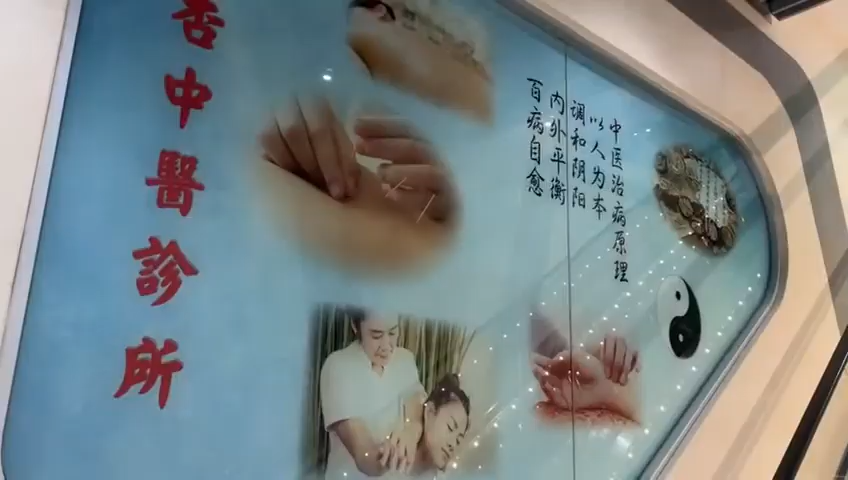 杏中醫診所
中医治病原理
以人为本
调和阴阳
内外平衡
百病自愈